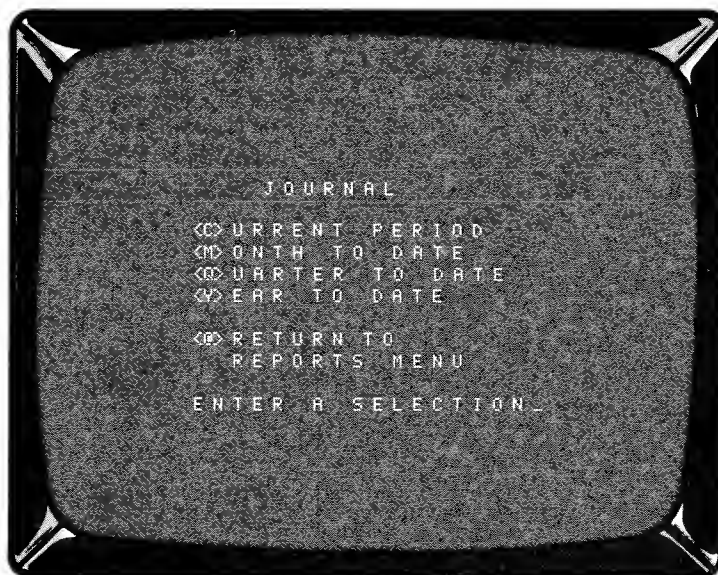 JOURNAL
<C>URRENT PERIOD
<M>ONTH TO DATE
<Q>UARTER TO DATE
<Y>EAR TO DATE
<@>RETURN TO
REPORTS MENU
ENTER A SELECTION_